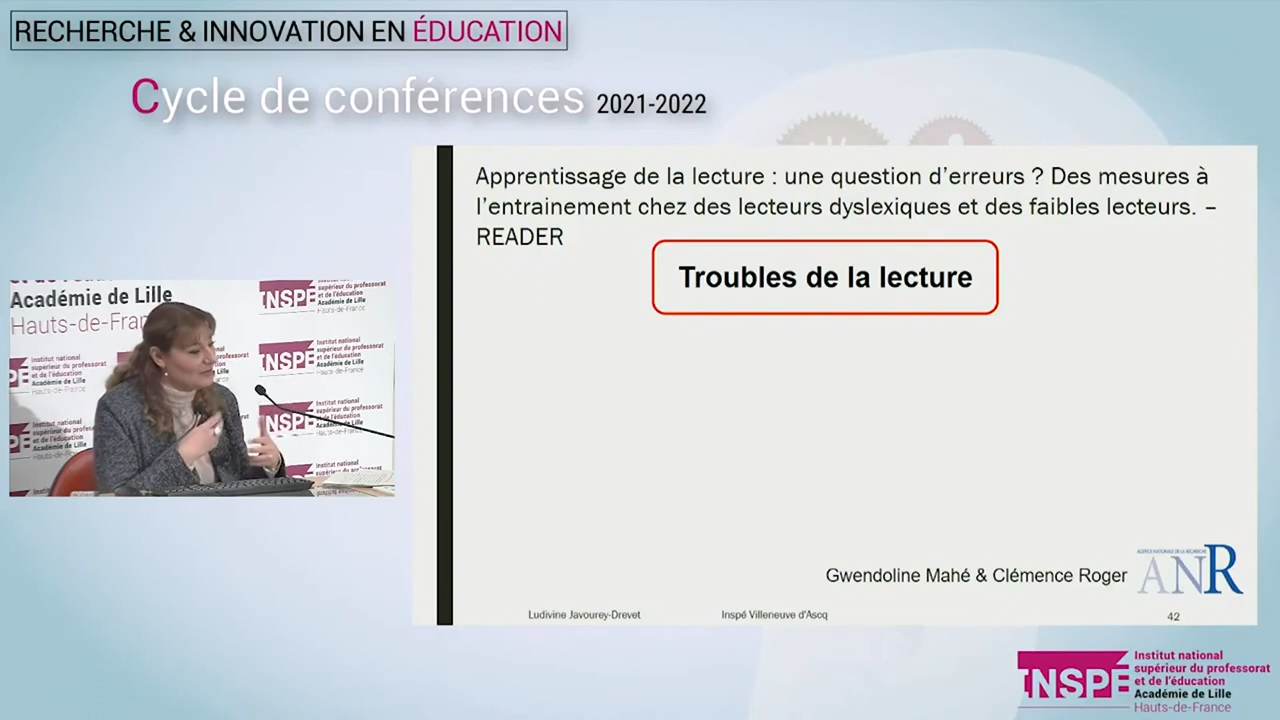 RECHERCHE & INNOVATION EN ÉDUCATION
Cycle de conférences 2021-2022
Apprentissage de la lecture : une question d'erreurs ? Des mesures à
l'entrainement chez des lecteurs dyslexiques et des faibles lecteurs. –
READER
Troubles de la lecture
Gwendoline Mahé & Clémence Roger
ANR
Ludivine Javourey-Drevet
Inspé Villeneuve d'Ascq
42
Académie de Lille
Hauts-de-Fran
INSPÉ
Institut national
supérieur du professorat
et de l'éducation
Académie de Lille
Hauts-de-France